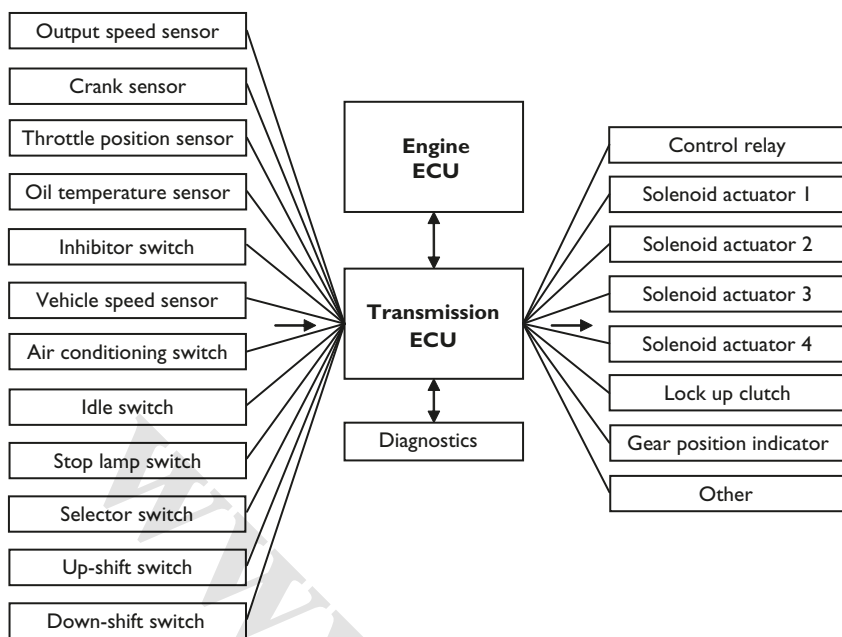 Output speed sensor
Crank sensor
Throttle position sensor
Oil temperature sensor
Inhibitor switch
Vehicle speed sensor
Air conditioning switch
Idle switch
Stop lamp switch
Selector switch
Up-shift switch
Down-shift switch
Engine
ECU
Transmission
ECU
Diagnostics
Control relay
Solenoid actuator 1
Solenoid actuator 2
Solenoid actuator 3
Solenoid actuator 4
Lock up clutch
Gear position indicator
Other